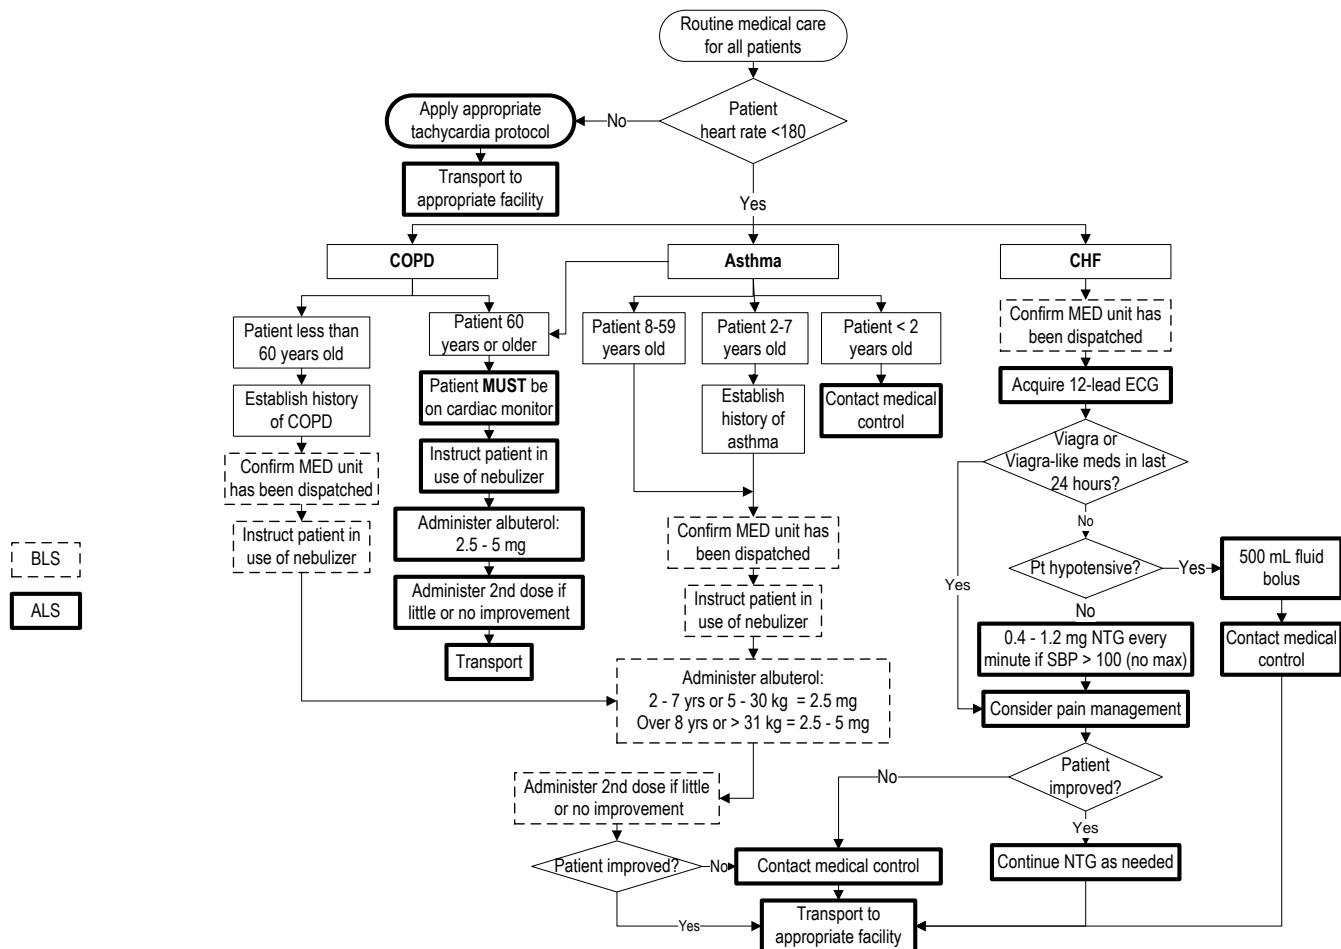 Routine medical care
for all patients
Patient
heart rate <180
No
Apply appropriate
tachycardia protocol
Transport to
appropriate facility
Yes
COPD
Asthma
CHF
Patient less than
60 years old
Establish history
of COPD
Confirm MED unit
has been dispatched
Instruct patient in
use of nebulizer
Patient 60
years or older
Patient MUST be
on cardiac monitor
Instruct patient in
use of nebulizer
Administer albuterol:
2.5 - 5 mg
Administer 2nd dose if
little or no improvement
Transport
Patient 8-59
years old
Patient 2-7
years old
Establish
history of
asthma
Patient < 2
years old
Contact medical
control
Confirm MED unit has
been dispatched
Instruct patient in
use of nebulizer
Administer albuterol:
2 - 7 yrs or 5 - 30 kg = 2.5 mg
Over 8 yrs or > 31 kg = 2.5 - 5 mg
Administer 2nd dose if little
or no improvement
Patient improved?
No
Yes
Contact medical control
Transport to
appropriate facility
Confirm MED unit has
been dispatched
Acquire 12-lead ECG
Viagra or
Viagra-like meds in last
24 hours?
No
Yes
Pt hypotensive?
Yes
500 mL fluid
bolus
Contact medical
control
No
0.4 - 1.2 mg NTG every
minute if SBP > 100 (no max)
Consider pain management
Patient
improved?
No
Yes
Continue NTG as needed
BLS
ALS